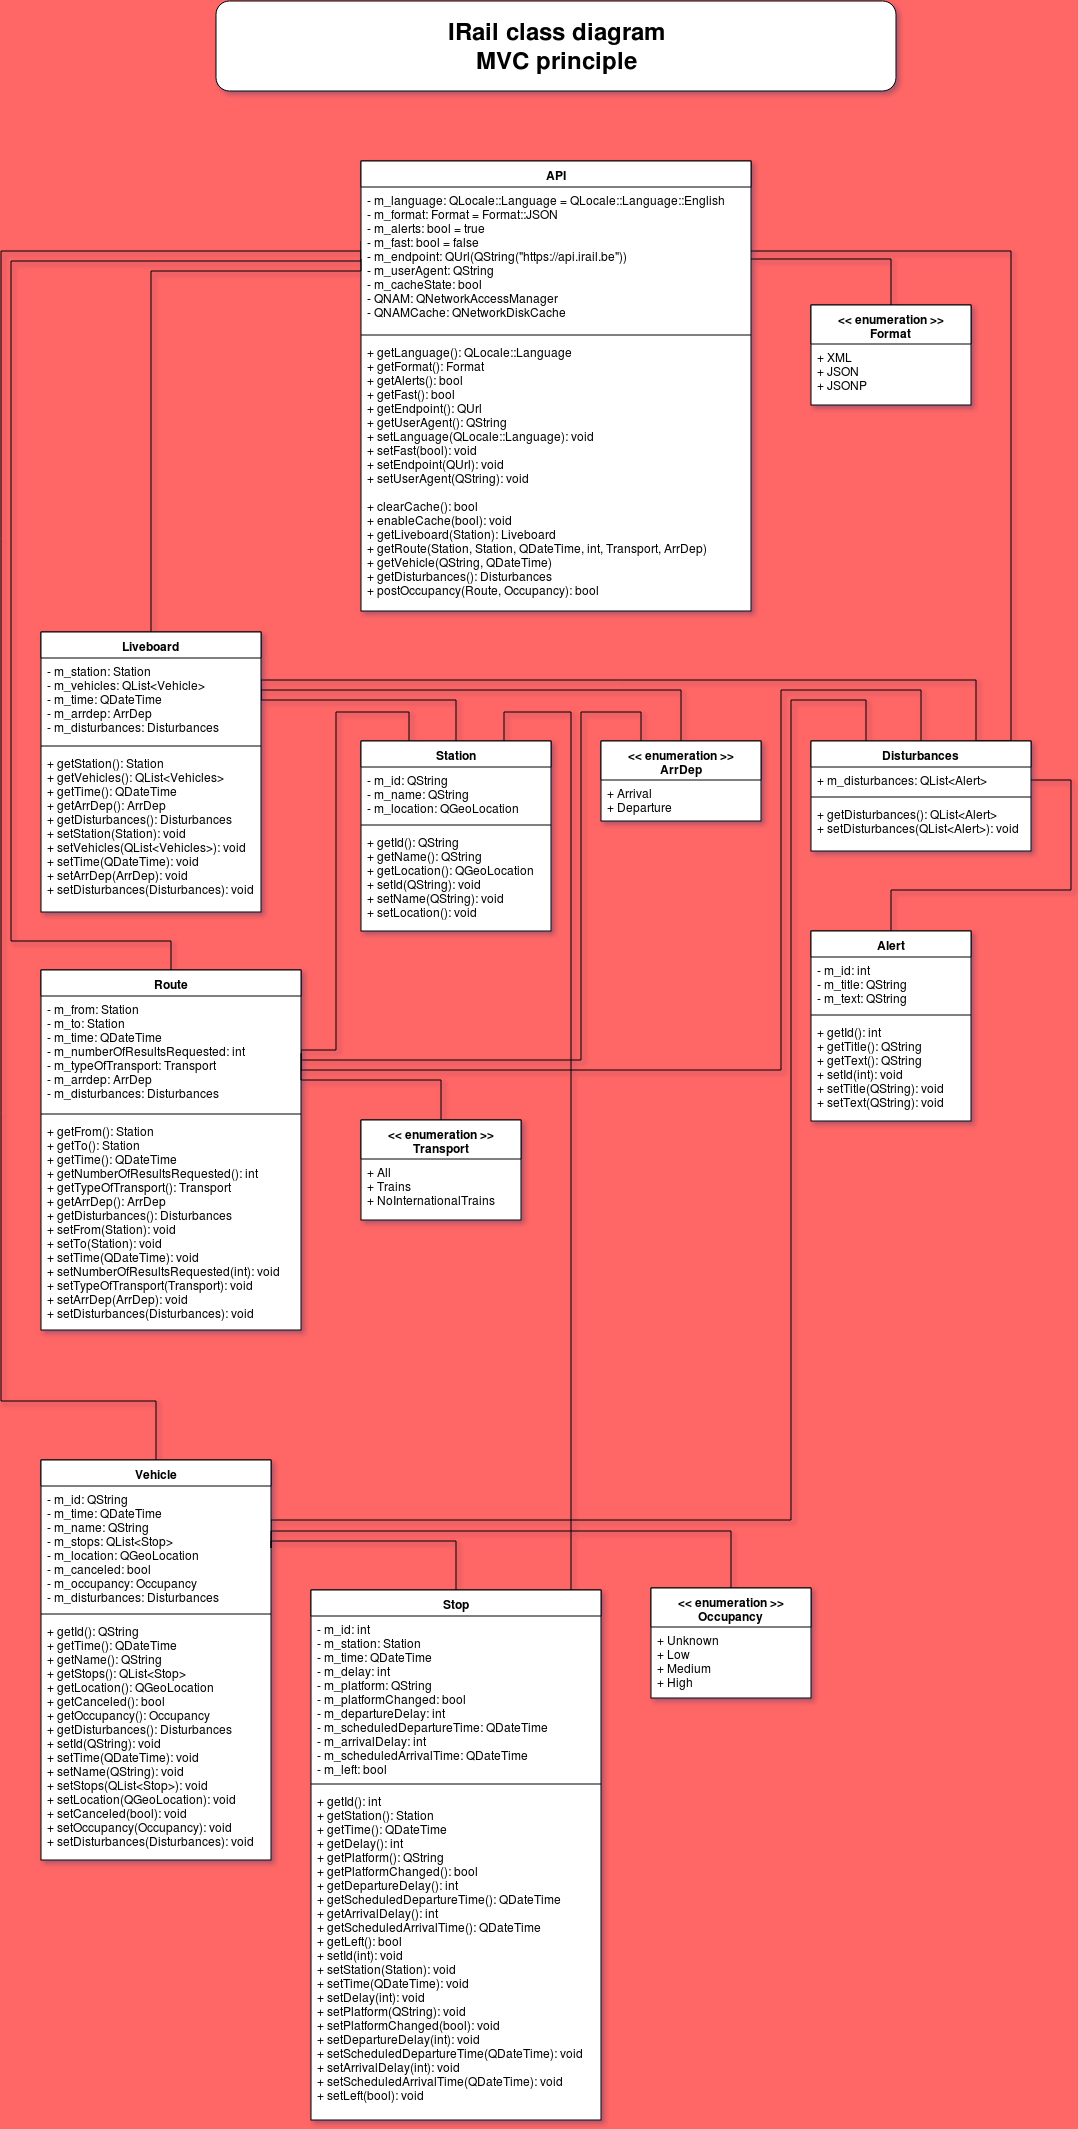 IRail class diagram
MVC principle
API
- m_language: QLocale::Language = QLocale::Language::English
- m_format: Format = Format::JSON
- m_alerts: bool = true
- m_fast: bool = false
- m_endpoint: QUrl(QString("https://api.irail.be"))
- m_userAgent: QString
- m_cacheState: bool
- QNAM: QNetworkAccessManager
- QNAMCache: QNetworkDiskCache
+ getLanguage(): QLocale::Language
+ getFormat(): Format
+ getAlerts(): bool
+ getFast(): bool
+ getEndpoint(): QUrl
+ getUserAgent(): QString
+ setLanguage(QLocale::Language): void
+ setFast(bool): void
+ setEndpoint(QUrl): void
+ setUserAgent(QString): void
+ clearCache(): bool
+ enableCache(bool): void
+ getLiveboard(Station): Liveboard
+ getRoute(Station, Station, QDateTime, int, Transport, ArrDep)
+ getVehicle(QString, QDateTime)
+ getDisturbances(): Disturbances
+ postOccupancy(Route, Occupancy): bool
<< enumeration >>
Format
+ XML
+ JSON
+ JSONP
Liveboard
- m_station: Station
- m_vehicles: QList<Vehicle>
- m_time: QDateTime
- m_arrdep: ArrDep
- m_disturbances: Disturbances
+ getStation(): Station
+ getVehicles(): QList<Vehicles>
+ getTime(): QDateTime
+ getArrDep(): ArrDep
+ getDisturbances(): Disturbances
+ setStation(Station): void
+ setVehicles(QList<Vehicles>): void
+ setTime(QDateTime): void
+ setArrDep(ArrDep): void
+ setDisturbances(Disturbances): void
Station
- m_id: QString
- m_name: QString
- m_location: QGeoLocation
+ getId(): QString
+ getName(): QString
+ getLocation(): QGeoLocation
+ setId(QString): void
+ setName(QString): void
+ setLocation(): void
<< enumeration >>
ArrDep
+ Arrival
+ Departure
Disturbances
+ m_disturbances: QList<Alert>
+ getDisturbances(): QList<Alert>
+ setDisturbances(QList<Alert>): void
Alert
- m_id: int
- m_title: QString
- m_text: QString
+ getId(): int
+ getTitle(): QString
+ getText(): QString
+ setId(int): void
+ setTitle(QString): void
+ setText(QString): void
Route
- m_from: Station
- m_to: Station
- m_time: QDateTime
- m_numberOfResultsRequested: int
- m_typeOfTransport: Transport
- m_arrdep: ArrDep
- m_disturbances: Disturbances
+ getFrom(): Station
+ getTo(): Station
+ getTime(): QDateTime
+ getNumberOfResultsRequested(): int
+ getTypeOfTransport(): Transport
+ getArrDep(): ArrDep
+ getDisturbances(): Disturbances
+ setFrom(Station): void
+ setTo(Station): void
+ setTime(QDateTime): void
+ setNumberOfResultsRequested(int): void
+ setTypeOfTransport(Transport): void
+ setArrDep(ArrDep): void
+ setDisturbances(Disturbances): void
<< enumeration >>
Transport
+ All
+ Trains
+ NoInternationalTrains
Vehicle
- m_id: QString
- m_time: QDateTime
- m_name: QString
- m_stops: QList<Stop>
- m_location: QGeoLocation
- m_canceled: bool
- m_occupancy: Occupancy
- m_disturbances: Disturbances
+ getId(): QString
+ getTime(): QDateTime
+ getName(): QString
+ getStops(): QList<Stop>
+ getLocation(): QGeoLocation
+ getCanceled(): bool
+ getOccupancy(): Occupancy
+ getDisturbances(): Disturbances
+ setId(QString): void
+ setTime(QDateTime): void
+ setName(QString): void
+ setStops(QList<Stop>): void
+ setLocation(QGeoLocation): void
+ setCanceled(bool): void
+ setOccupancy(Occupancy): void
+ setDisturbances(Disturbances): void
Stop
- m_id: int
- m_station: Station
- m_time: QDateTime
- m_delay: int
- m_platform: QString
- m_platformChanged: bool
- m_departureDelay: int
- m_scheduledDepartureTime: QDateTime
- m_arrivalDelay: int
- m_scheduledArrivalTime: QDateTime
- m_left: bool
+ getId(): int
+ getStation(): Station
+ getTime(): QDateTime
+ getDelay(): int
+ getPlatform(): QString
+ getPlatformChanged(): bool
+ getDepartureDelay(): int
+ getScheduledDepartureTime(): QDateTime
+ getArrivalDelay(): int
+ getScheduledArrivalTime(): QDateTime
+ getLeft(): bool
+ setId(int): void
+ setStation(Station): void
+ setTime(QDateTime): void
+ setDelay(int): void
+ setPlatform(QString): void
+ setPlatformChanged(bool): void
+ setDepartureDelay(int): void
+ setScheduledDepartureTime(QDateTime): void
+ setArrivalDelay(int): void
+ setScheduledArrivalTime(QDateTime): void
+ setLeft(bool): void
<< enumeration >>
Occupancy
+ Unknown
+ Low
+ Medium
+ High